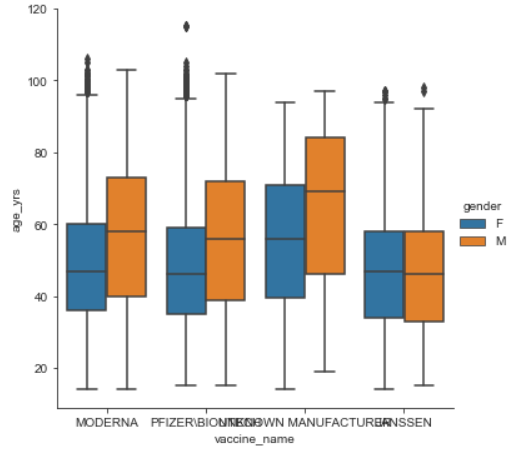 120
100
80
60
40
20
age_yrs
gender
F
M
MODERNA PFIZER\BIONTECH UNKNOWN MANUFACTURER JANSSEN
vaccine_name